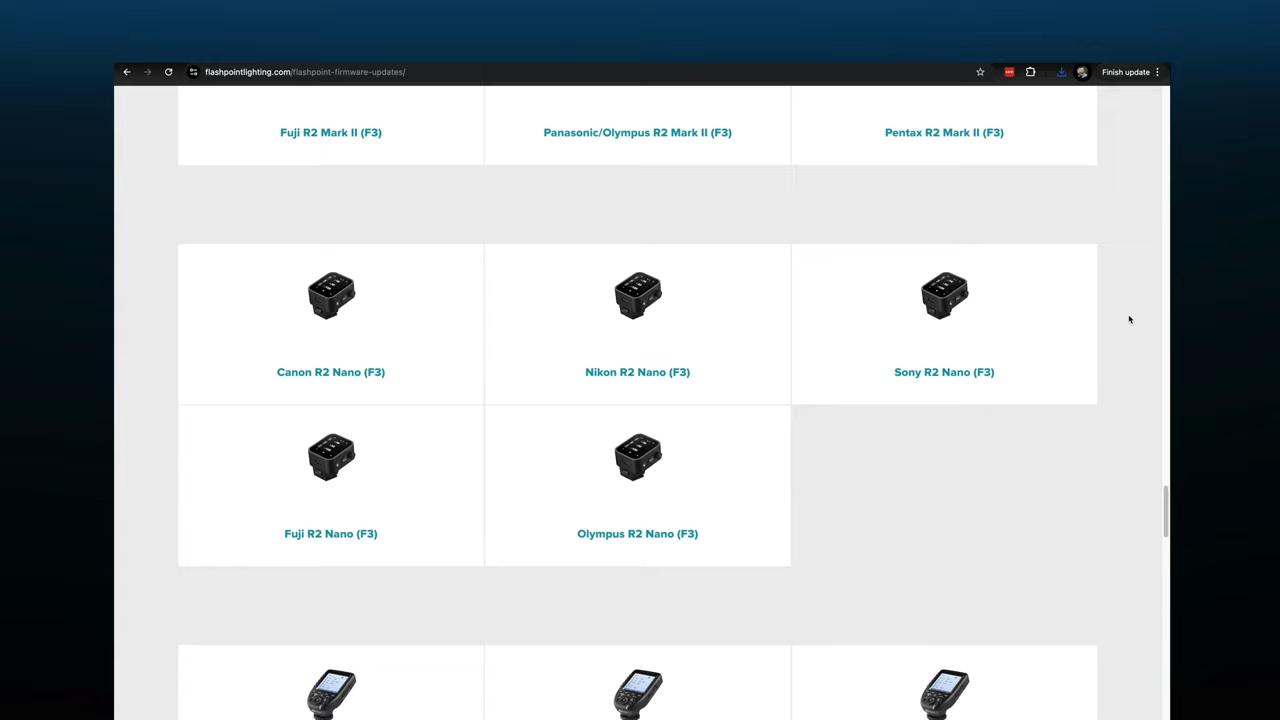 flashpointlighting.com/flashpoint-firmware-updates/
Finish update
Fuji R2 Mark II (F3)
Panasonic/Olympus R2 Mark II (F3)
Pentax R2 Mark II (F3)
Canon R2 Nano (F3)
Nikon R2 Nano (F3)
Sony R2 Nano (F3)
Fuji R2 Nano (F3)
Olympus R2 Nano (F3)